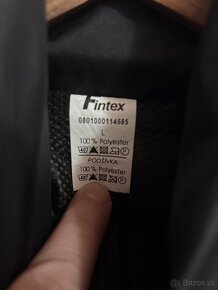 Fintex
0801000114585
L
100% Polyester
PODŠÍVKA
100% Polyester
bazos.sk